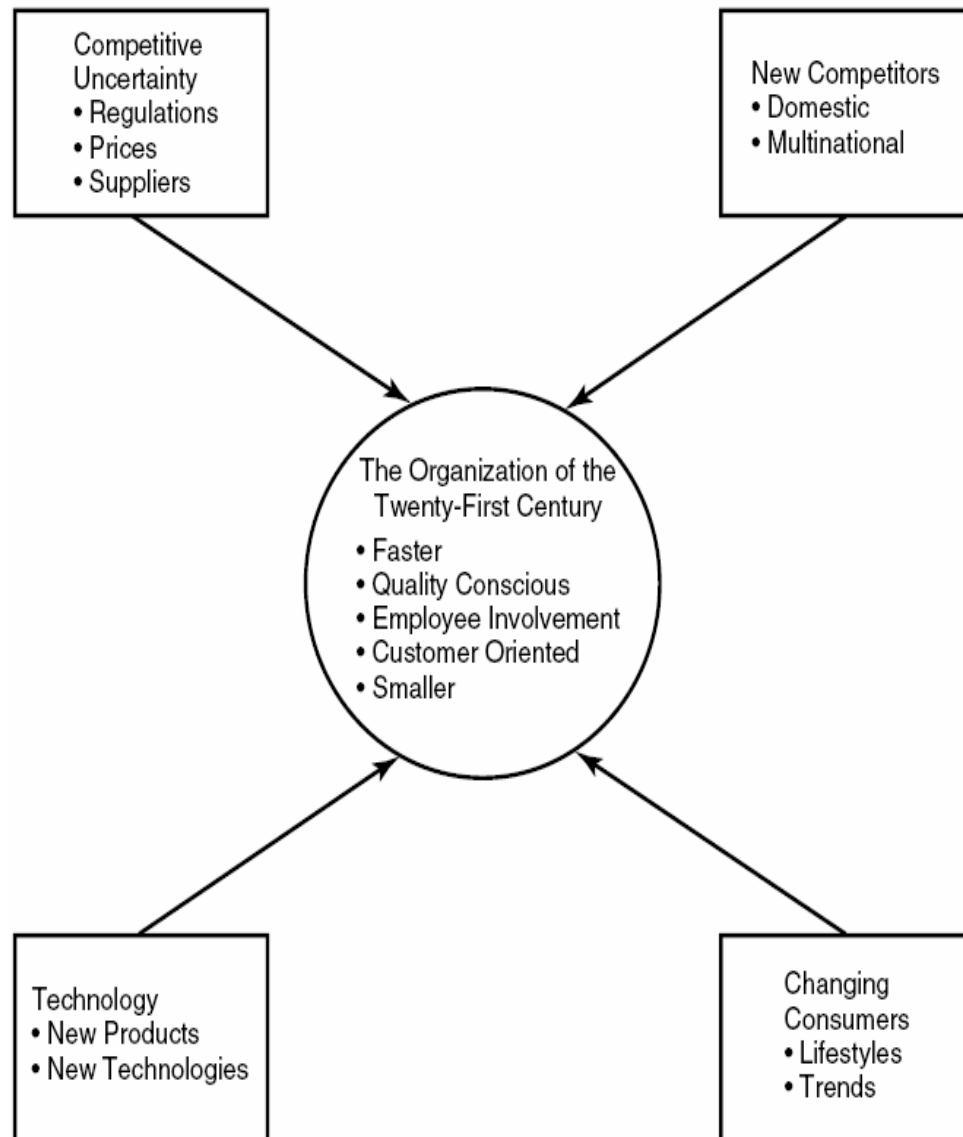 Competitive
Uncertainty
• Regulations
• Prices
• Suppliers
New Competitors
• Domestic
• Multinational
The Organization of the
Twenty-First Century
• Faster
• Quality Conscious
• Employee Involvement
• Customer Oriented
• Smaller
Technology
• New Products
• New Technologies
Changing
Consumers
• Lifestyles
• Trends